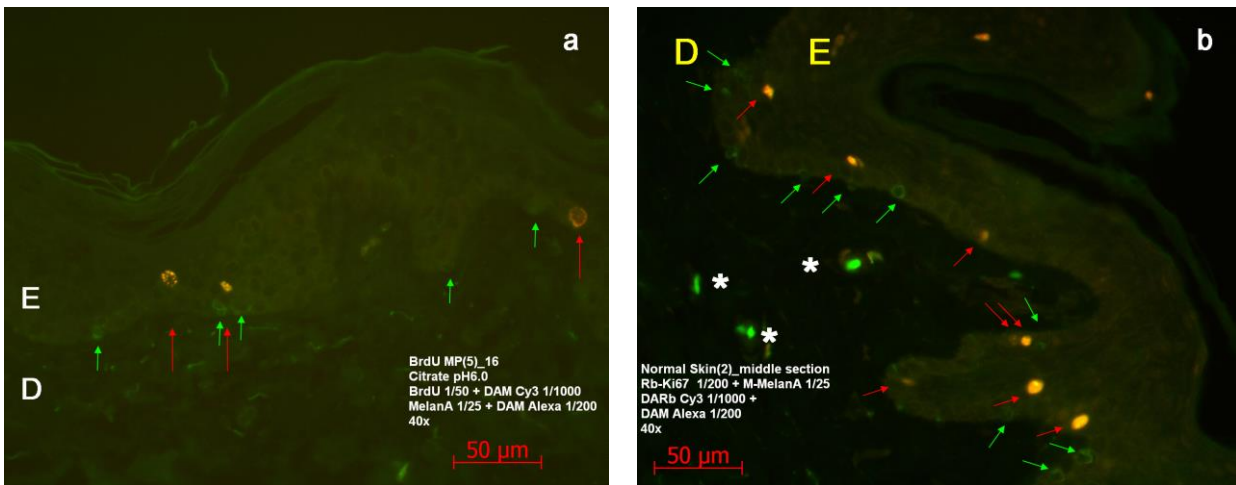 a
E
D
BrdU MP(5)_16
Citrate pH6.0
BrdU 1/50 + DAM Cy3 1/1000
MelanA 1/25 + DAM Alexa 1/200
40x
50 µm
D
E
b
*
*
*
Normal Skin(2)_middle section
Rb-Ki67 1/200 + M-MelanA 1/25
DARb Cy3 1/1000 +
DAM Alexa 1/200
40x
50 µm